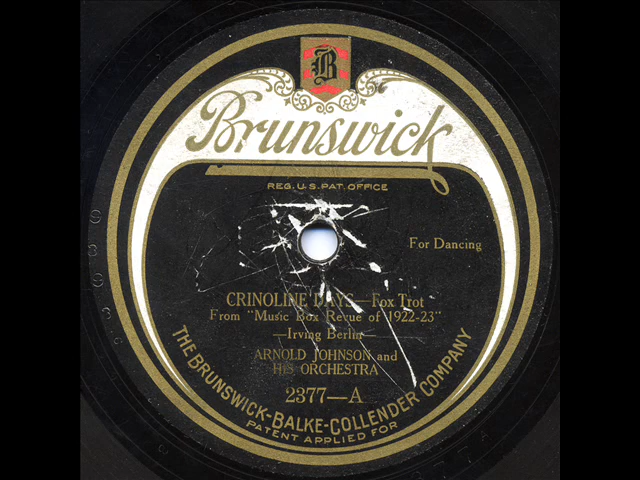 B
Brunswick
REG. U.S. PAT. OFFICE
For Dancing
CRINOLINE DAYS—Fox Trot
From "Music Box Revue of 1922-23"
—Irving Berlin—
ARNOLD JOHNSON and
HIS ORCHESTRA
2377—A
THE BRUNSWICK-BALKE-COLLENDER COMPANY
PATENT APPLIED FOR